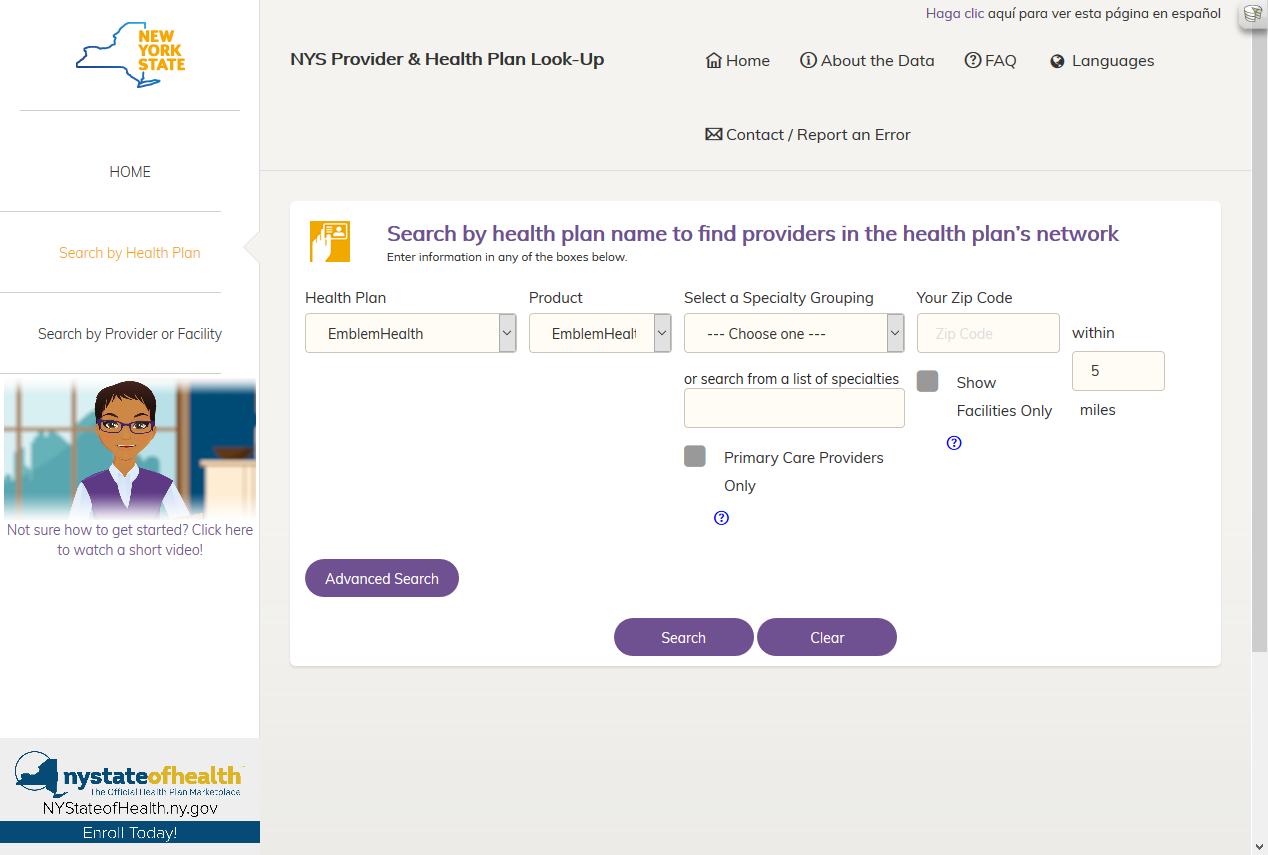 Haga clic aquí para ver esta página en español
NEW
YORK
STATE
NYS Provider & Health Plan Look-Up
Home
About the Data
FAQ
Languages
Contact / Report an Error
HOME
Search by Health Plan
Search by Provider or Facility
Not sure how to get started? Click here
to watch a short video!
nystateofhealth
The Official Health Plan Marketplace
NYStateofHealth.ny.gov
Enroll Today!
Search by health plan name to find providers in the health plan's network
Enter information in any of the boxes below.
Health Plan
EmblemHealth
Product
EmblemHealt
Select a Specialty Grouping
--- Choose one ---
or search from a list of specialties
Primary Care Providers
Only
?
Your Zip Code
Zip Code
Show
Facilities Only
?
within
5
miles
Advanced Search
Search
Clear